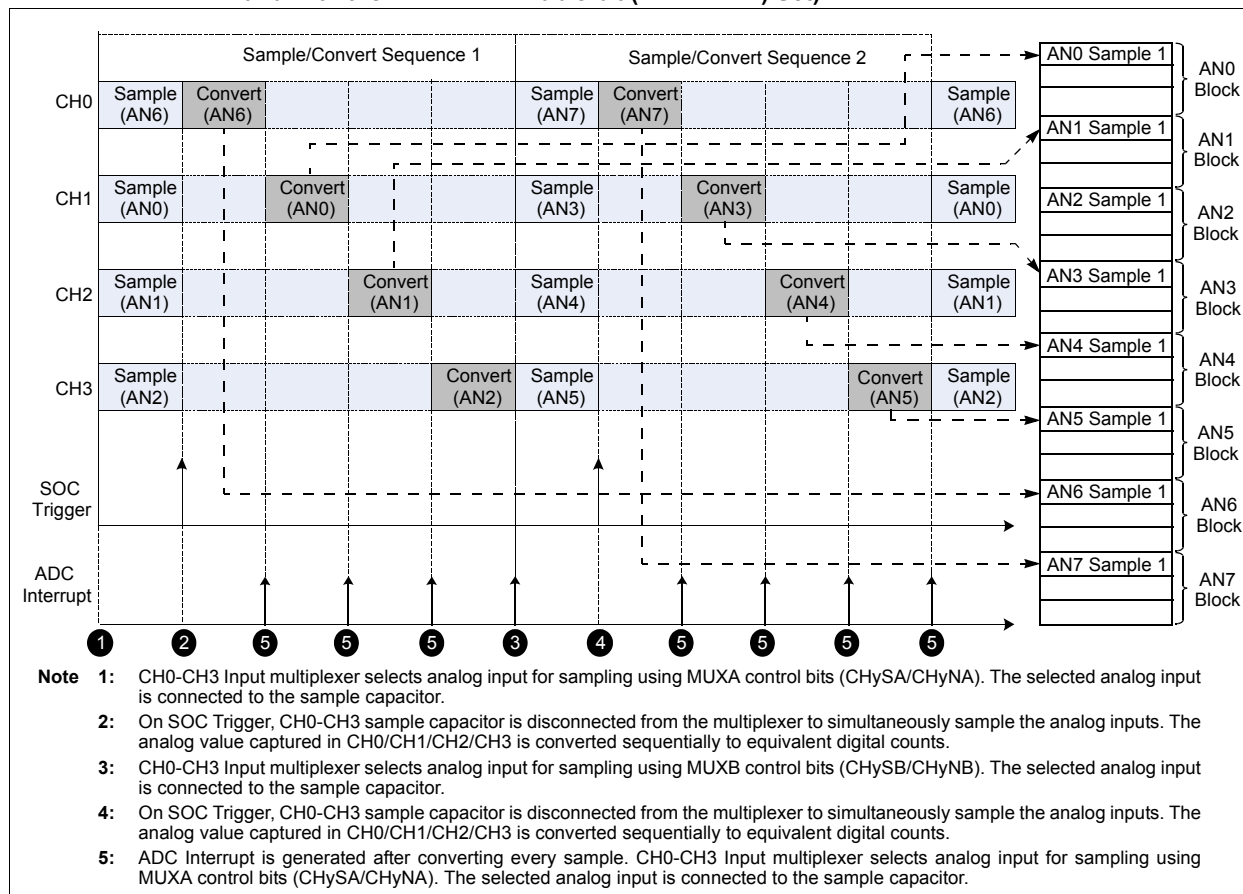 Sample/Convert Sequence 1
Sample/Convert Sequence 2
CH0
Sample
(AN6)
Convert
(AN6)
Sample
(AN7)
Convert
(AN7)
Sample
(AN6)
CH1
Sample
(AN0)
Convert
(AN0)
Sample
(AN3)
Convert
(AN3)
Sample
(AN0)
CH2
Sample
(AN1)
Convert
(AN1)
Sample
(AN4)
Convert
(AN4)
Sample
(AN1)
CH3
Sample
(AN2)
Convert
(AN2)
Sample
(AN5)
Convert
(AN5)
Sample
(AN2)
SOC
Trigger
ADC
Interrupt
1 2 5 5 5 3 4 5 5 5 5
AN0 Sample 1
AN0
Block
AN1 Sample 1
AN1
Block
AN2 Sample 1
AN2
Block
AN3 Sample 1
AN3
Block
AN4 Sample 1
AN4
Block
AN5 Sample 1
AN5
Block
AN6 Sample 1
AN6
Block
AN7 Sample 1
AN7
Block
Note 1: CH0-CH3 Input multiplexer selects analog input for sampling using MUXA control bits (CHySA/CHyNA). The selected analog input
is connected to the sample capacitor.
2: On SOC Trigger, CH0-CH3 sample capacitor is disconnected from the multiplexer to simultaneously sample the analog inputs. The
analog value captured in CH0/CH1/CH2/CH3 is converted sequentially to equivalent digital counts.
3: CH0-CH3 Input multiplexer selects analog input for sampling using MUXB control bits (CHySB/CHyNB). The selected analog input
is connected to the sample capacitor.
4: On SOC Trigger, CH0-CH3 sample capacitor is disconnected from the multiplexer to simultaneously sample the analog inputs. The
analog value captured in CH0/CH1/CH2/CH3 is converted sequentially to equivalent digital counts.
5: ADC Interrupt is generated after converting every sample. CH0-CH3 Input multiplexer selects analog input for sampling using
MUXA control bits (CHySA/CHyNA). The selected analog input is connected to the sample capacitor.